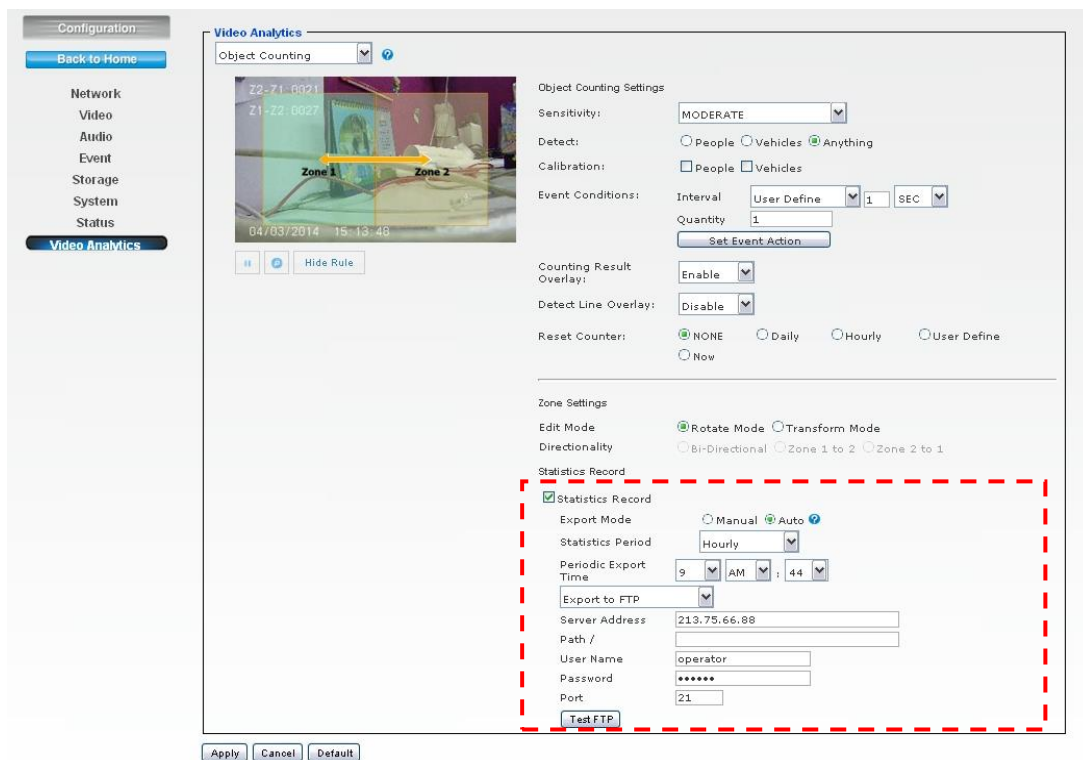 Configuration
Back to Home
Network
Video
Audio
Event
Storage
System
Status
Video Analytics
Video Analytics
Object Counting
Z2-Z1:0021
Z1-Z2:0027
Zone 1 Zone 2
04/03/2014 15:13:48
Hide Rule
Object Counting Settings
Sensitivity: MODERATE
Detect: People Vehicles Anything
Calibration: People Vehicles
Event Conditions: Interval User Define 1 SEC
Quantity 1
Set Event Action
Counting Result Overlay: Enable
Detect Line Overlay: Disable
Reset Counter: NONE Daily Hourly User Define
Now
Zone Settings
Edit Mode Rotate Mode Transform Mode
Directionality Bi-Directional Zone 1 to 2 Zone 2 to 1
Statistics Record
Statistics Record
Export Mode Manual Auto
Statistics Period Hourly
Periodic Export Time 9 AM : 44
Export to FTP
Server Address 213.75.66.88
Path /
User Name operator
Password ••••••
Port 21
Test FTP
Apply Cancel Default